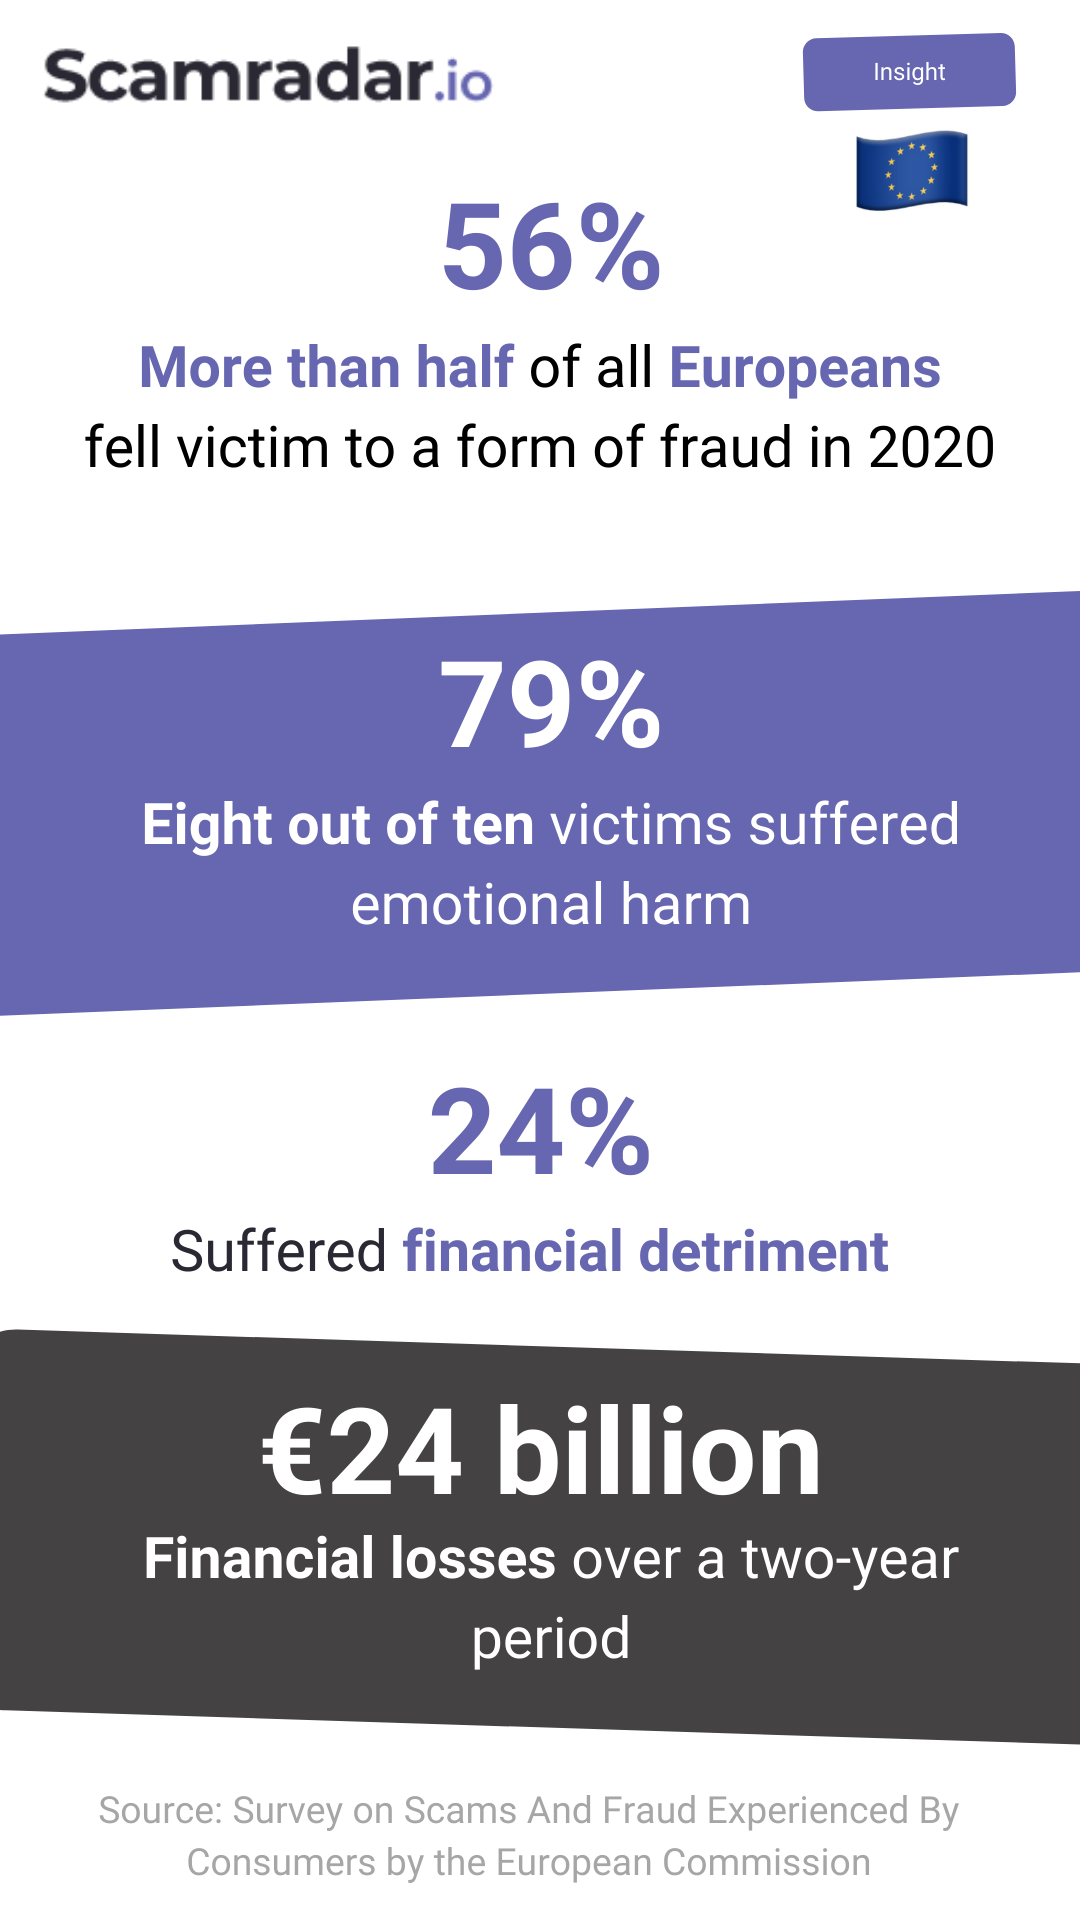 Scamradar.io
Insight
56%
More than half of all Europeans
fell victim to a form of fraud in 2020
79%
Eight out of ten victims suffered
emotional harm
24%
Suffered financial detriment
€24 billion
Financial losses over a two-year
period
Source: Survey on Scams And Fraud Experienced By
Consumers by the European Commission